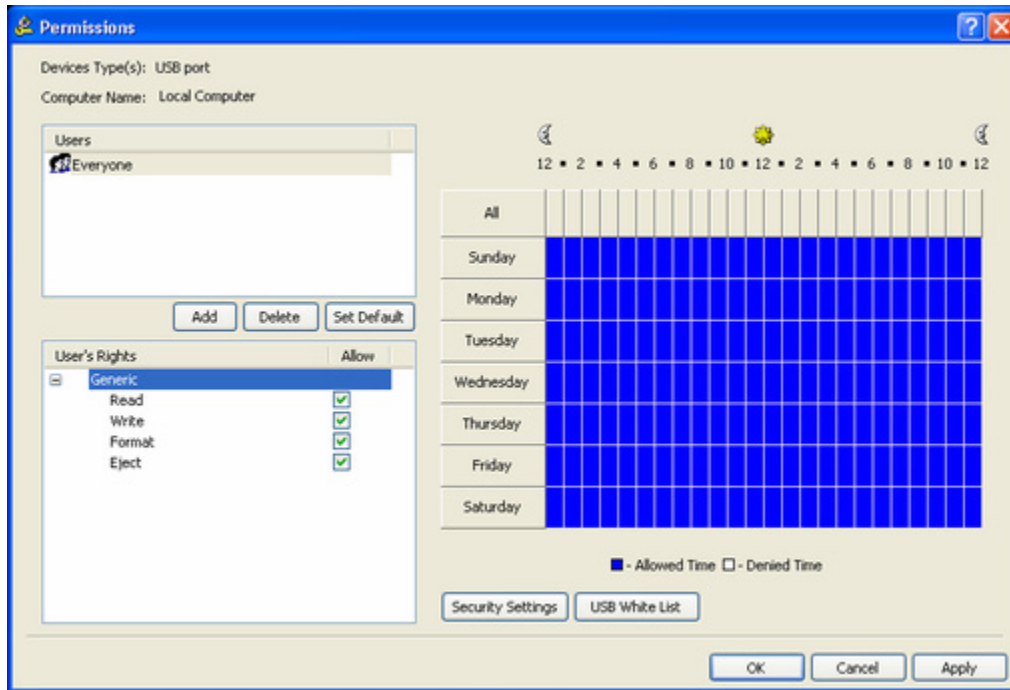 Permissions
Devices Type(s): USB port
Computer Name: Local Computer
Users
Everyone
Add Delete Set Default
User's Rights Allow
Generic
Read
Write
Format
Eject
12 ▪ 2 ▪ 4 ▪ 6 ▪ 8 ▪ 10 ▪ 12 ▪ 2 ▪ 4 ▪ 6 ▪ 8 ▪ 10 ▪ 12
All
Sunday
Monday
Tuesday
Wednesday
Thursday
Friday
Saturday
- Allowed Time - Denied Time
Security Settings USB White List
OK Cancel Apply